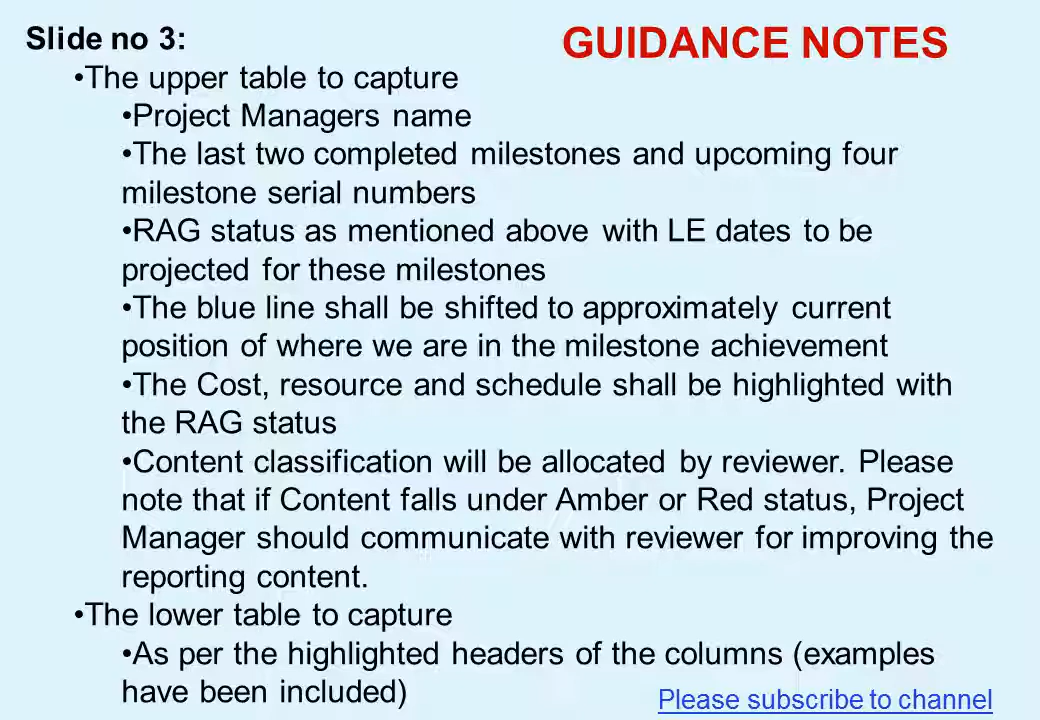 Slide no 3:
GUIDANCE NOTES
•The upper table to capture
•Project Managers name
•The last two completed milestones and upcoming four
milestone serial numbers
•RAG status as mentioned above with LE dates to be
projected for these milestones
•The blue line shall be shifted to approximately current
position of where we are in the milestone achievement
•The Cost, resource and schedule shall be highlighted with
the RAG status
•Content classification will be allocated by reviewer. Please
note that if Content falls under Amber or Red status, Project
Manager should communicate with reviewer for improving the
reporting content.
•The lower table to capture
•As per the highlighted headers of the columns (examples
have been included)
Please subscribe to channel